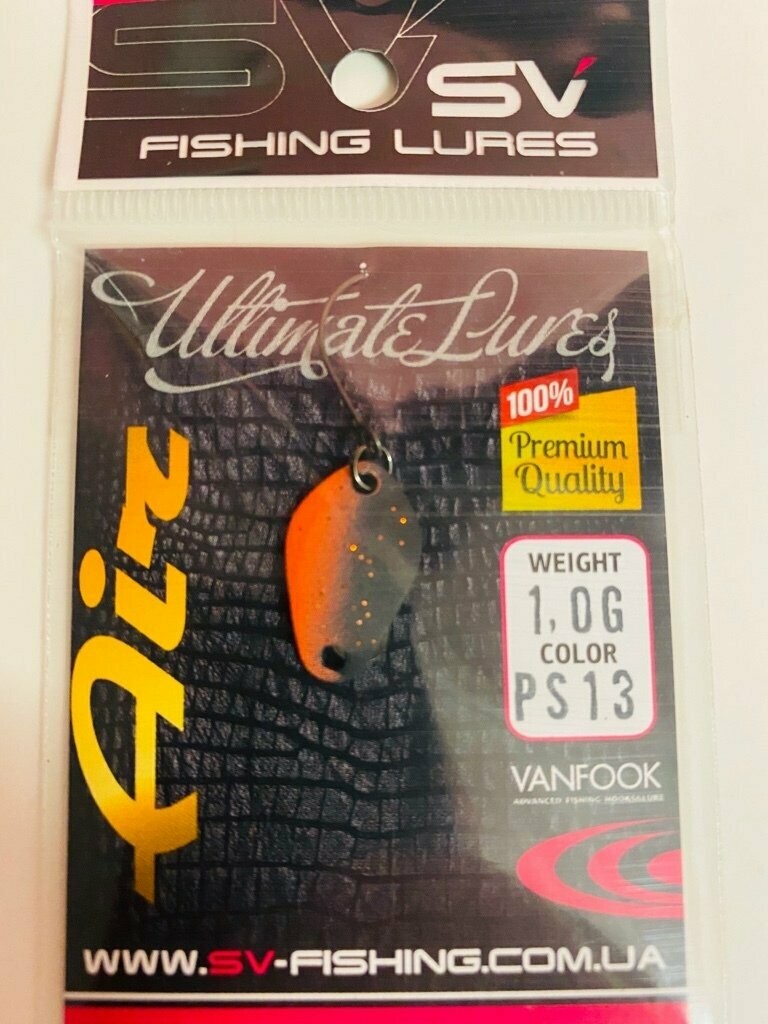 SV
SV
FISHING LURES
Ultimate Lures
100%
Premium
Quality
Air
WEIGHT
1,0G
COLOR
PS13
VANFOOK
ADVANCED FISHING HOOKS&LURE
WWW.SV-FISHING.COM.UA